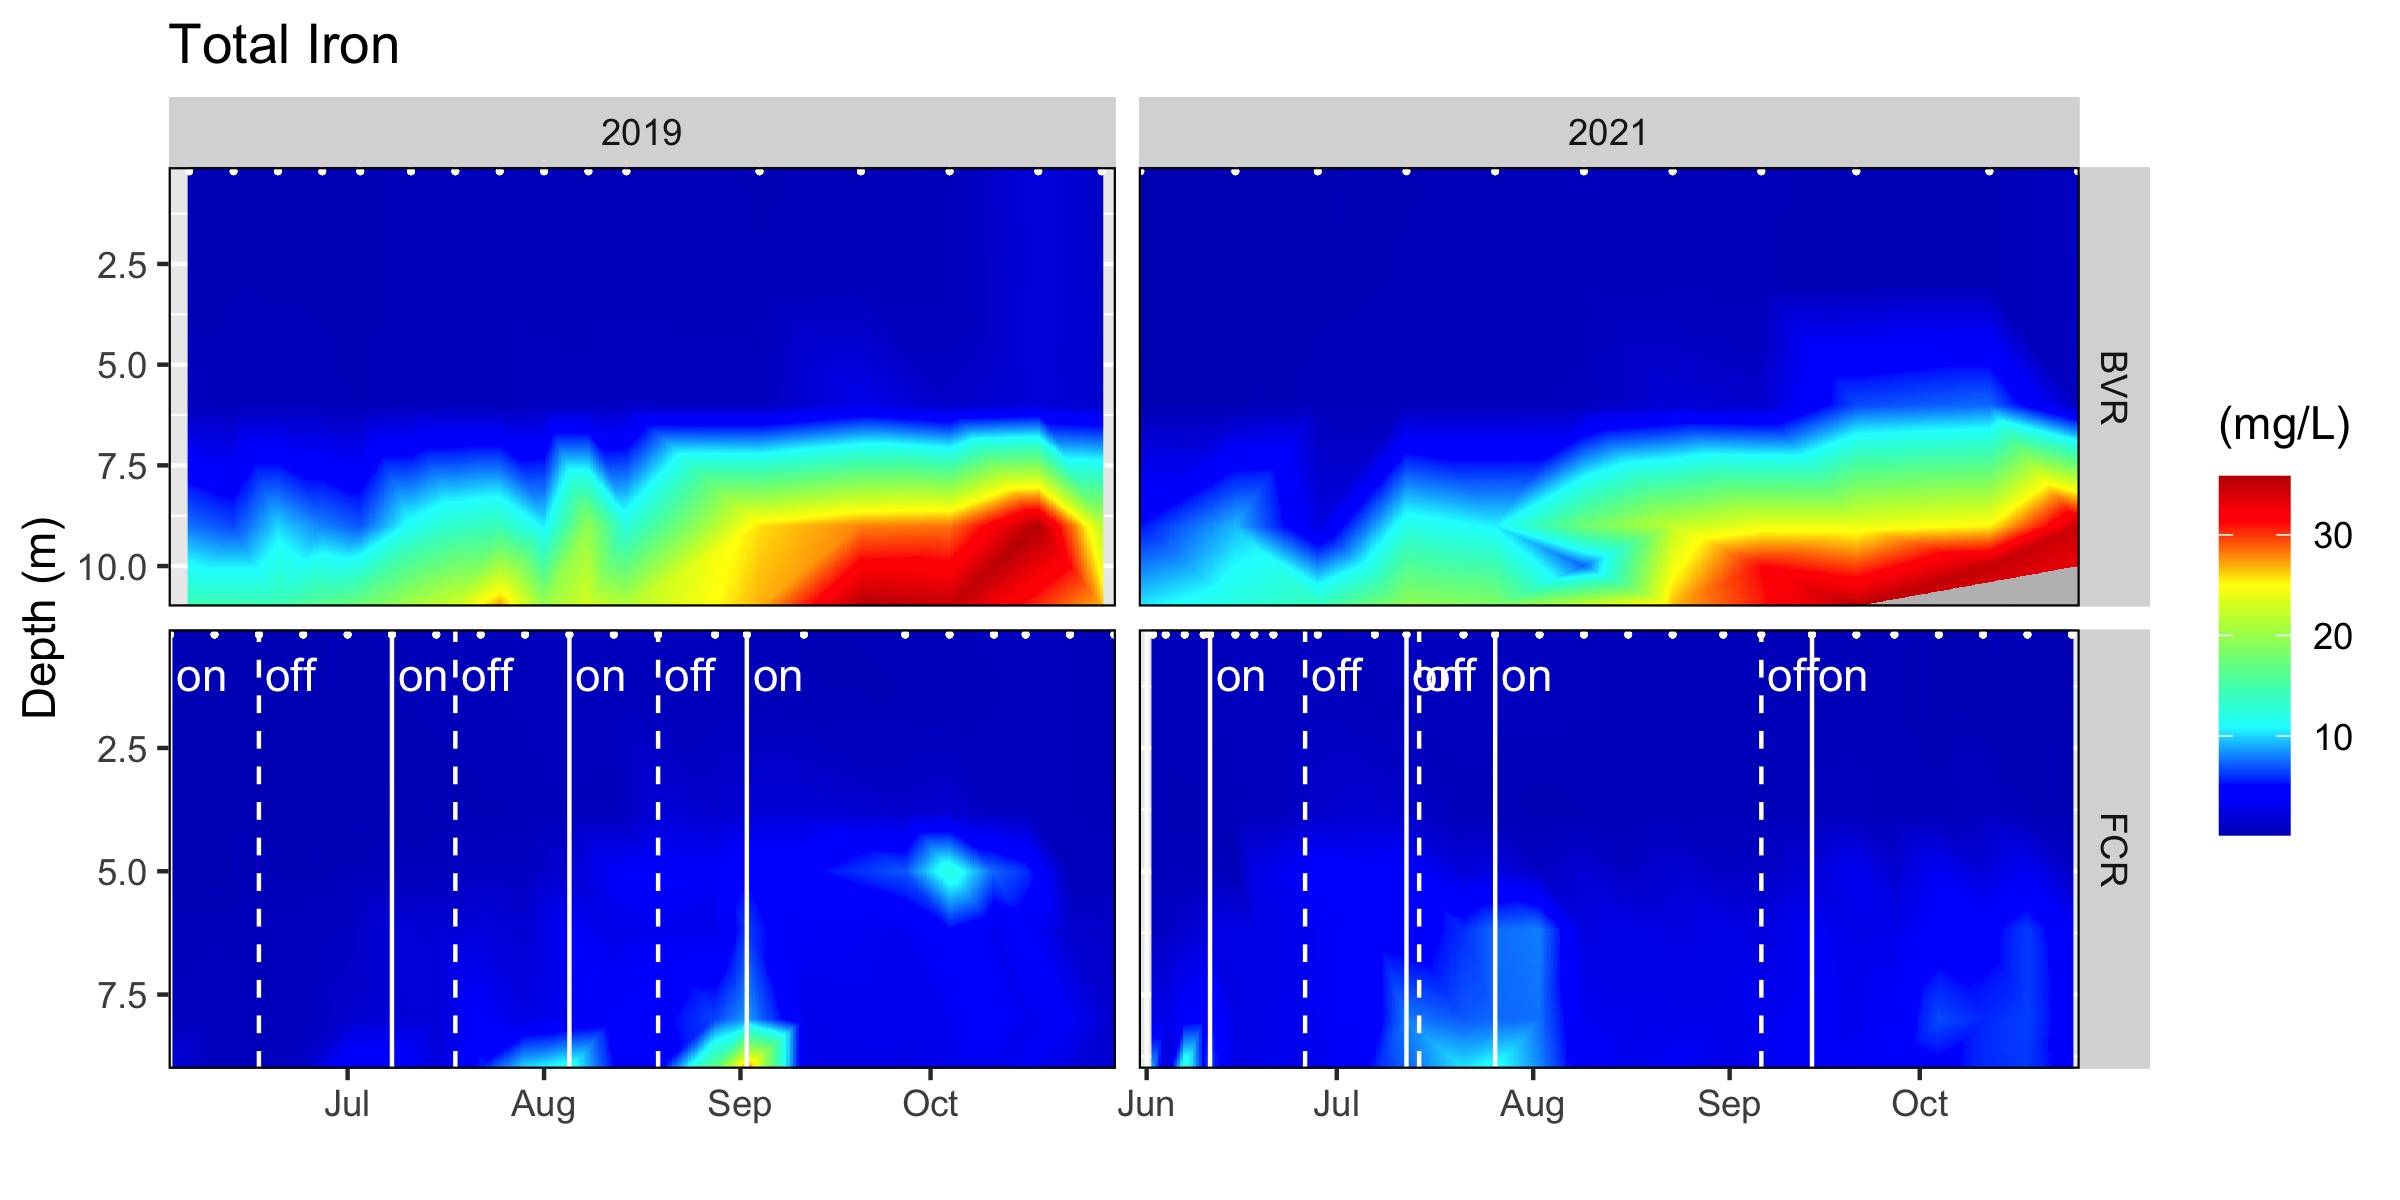 Total Iron
2019
2021
2.5
5.0
7.5
10.0
BVR
Depth (m)
on off on off on off on
on off on off on off on
2.5
5.0
7.5
FCR
Jul Aug Sep Oct
Jun Jul Aug Sep Oct
(mg/L)
30
20
10